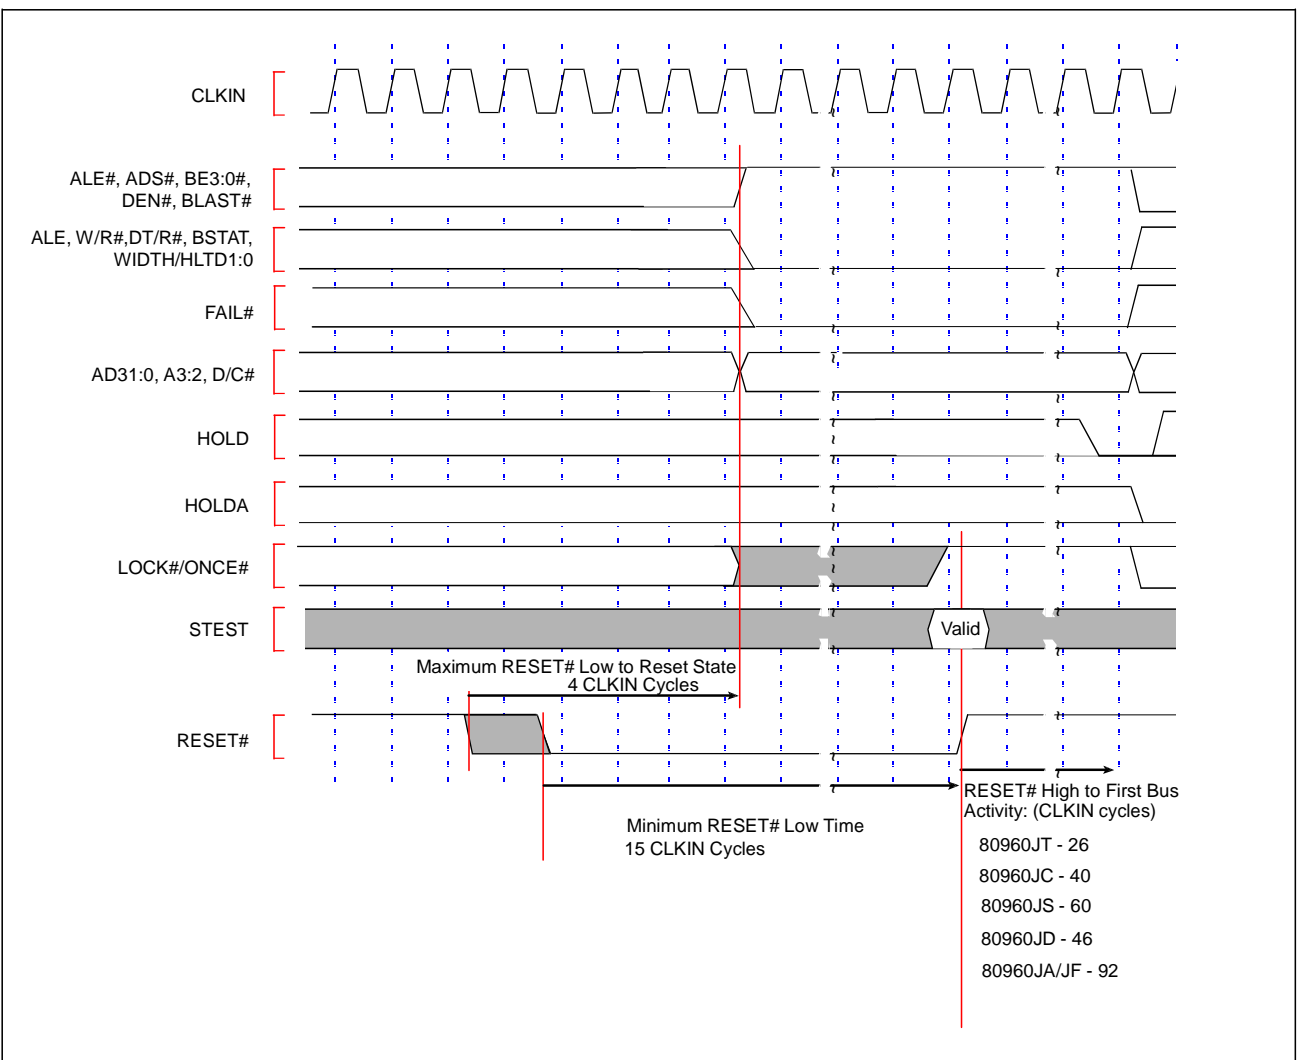 CLKIN
ALE#, ADS#, BE3:0#,
DEN#, BLAST#
ALE, W/R#,DT/R#, BSTAT,
WIDTH/HLTD1:0
FAIL#
AD31:0, A3:2, D/C#
HOLD
HOLDA
LOCK#/ONCE#
STEST
Valid
Maximum RESET# Low to Reset State
4 CLKIN Cycles
RESET#
Minimum RESET# Low Time
15 CLKIN Cycles
RESET# High to First Bus
Activity: (CLKIN cycles)
80960JT - 26
80960JC - 40
80960JS - 60
80960JD - 46
80960JA/JF - 92